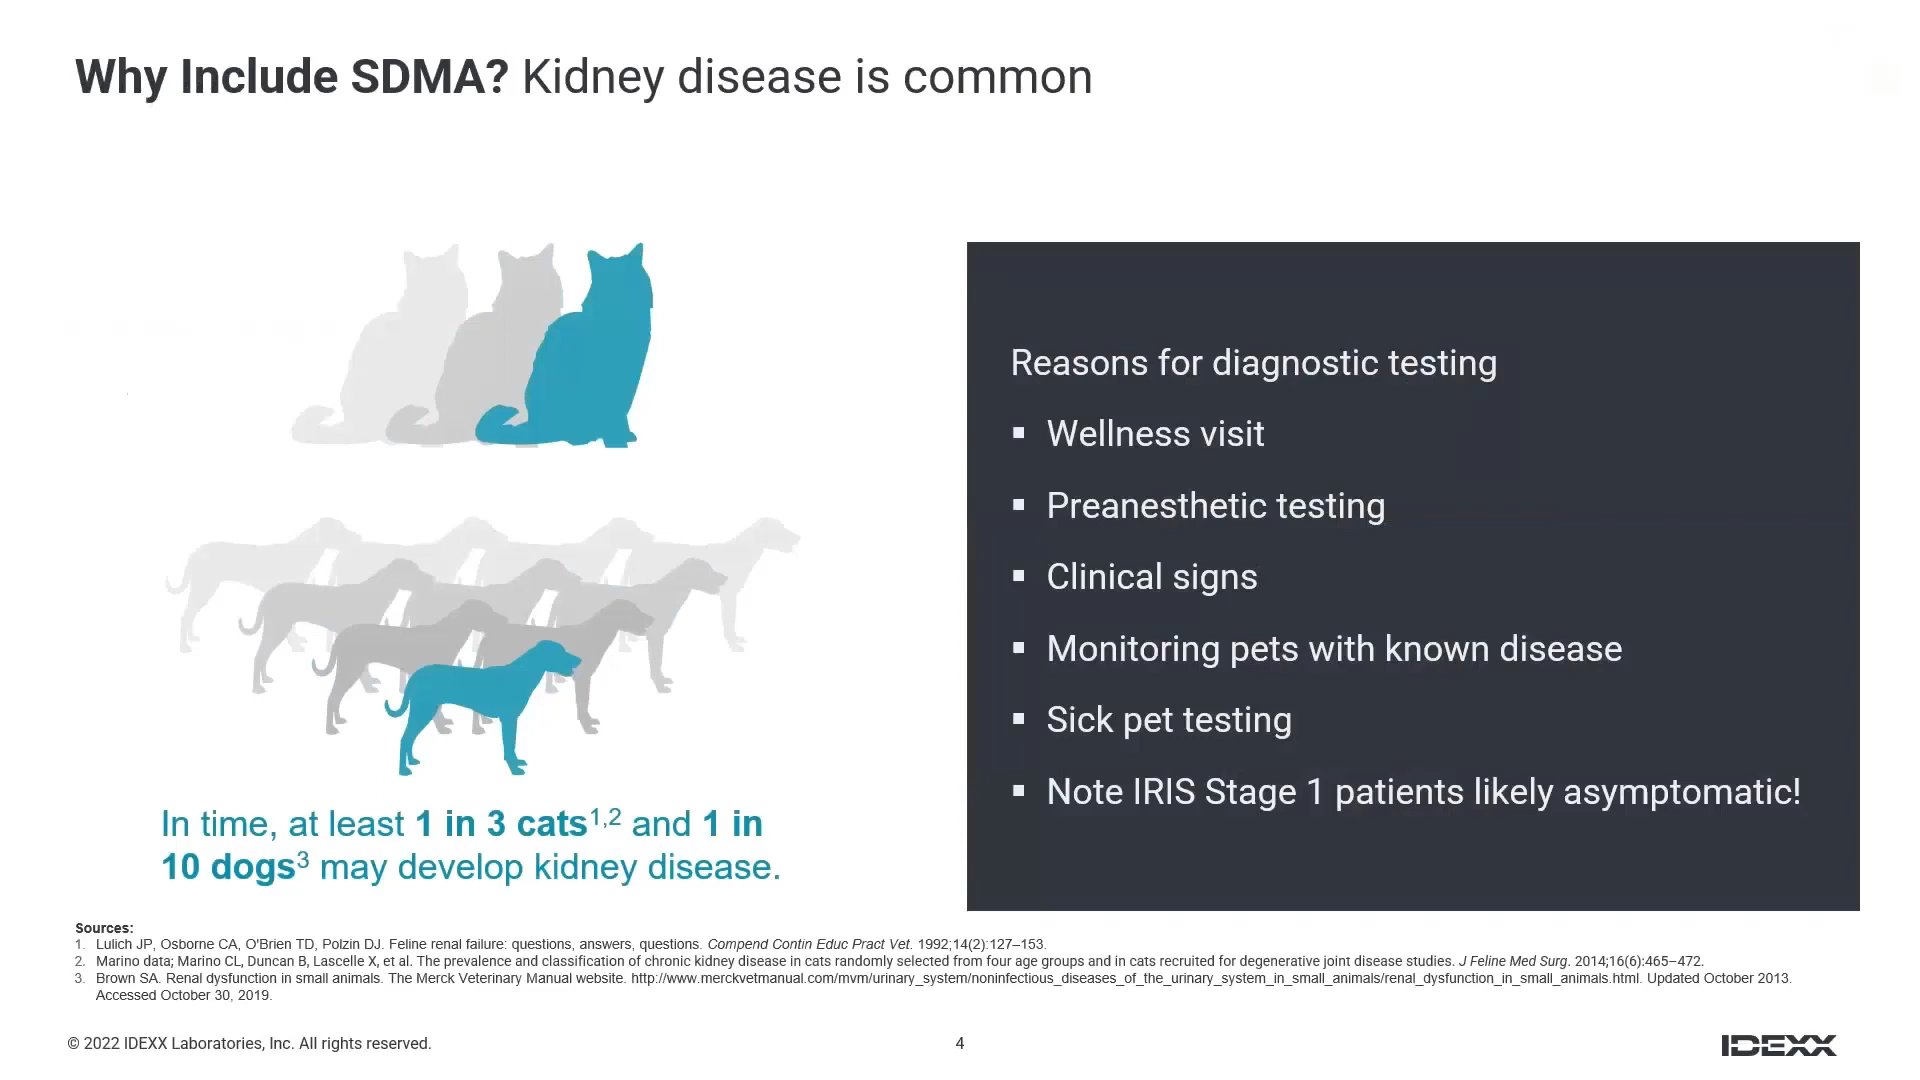 Why Include SDMA? Kidney disease is common
In time, at least 1 in 3 cats1,2 and 1 in
10 dogs3 may develop kidney disease.
Reasons for diagnostic testing
▪ Wellness visit
▪ Preanesthetic testing
▪ Clinical signs
▪ Monitoring pets with known disease
▪ Sick pet testing
▪ Note IRIS Stage 1 patients likely asymptomatic!
Sources:
1. Lulich JP, Osborne CA, O'Brien TD, Polzin DJ. Feline renal failure: questions, answers, questions. Compend Contin Educ Pract Vet. 1992;14(2):127–153.
2. Marino data; Marino CL, Duncan B, Lascelle X, et al. The prevalence and classification of chronic kidney disease in cats randomly selected from four age groups and in cats recruited for degenerative joint disease studies. J Feline Med Surg. 2014;16(6):465–472.
3. Brown SA. Renal dysfunction in small animals. The Merck Veterinary Manual website. http://www.merckvetmanual.com/mvm/urinary_system/noninfectious_diseases_of_the_urinary_system_in_small_animals/renal_dysfunction_in_small_animals.html. Updated October 2013.
Accessed October 30, 2019.
© 2022 IDEXX Laboratories, Inc. All rights reserved.
4
IDEXX